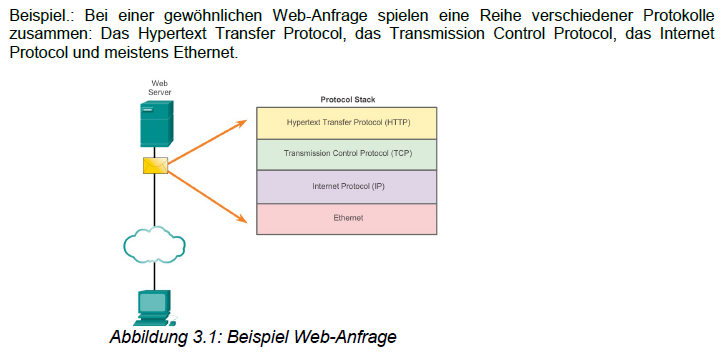 Beispiel.: Bei einer gewöhnlichen Web-Anfrage spielen eine Reihe verschiedener Protokolle
zusammen: Das Hypertext Transfer Protocol, das Transmission Control Protocol, das Internet
Protocol und meistens Ethernet.
Web
Server
Protocol Stack
Hypertext Transfer Protocol (HTTP)
Transmission Control Protocol (TCP)
Internet Protocol (IP)
Ethernet
Abbildung 3.1: Beispiel Web-Anfrage